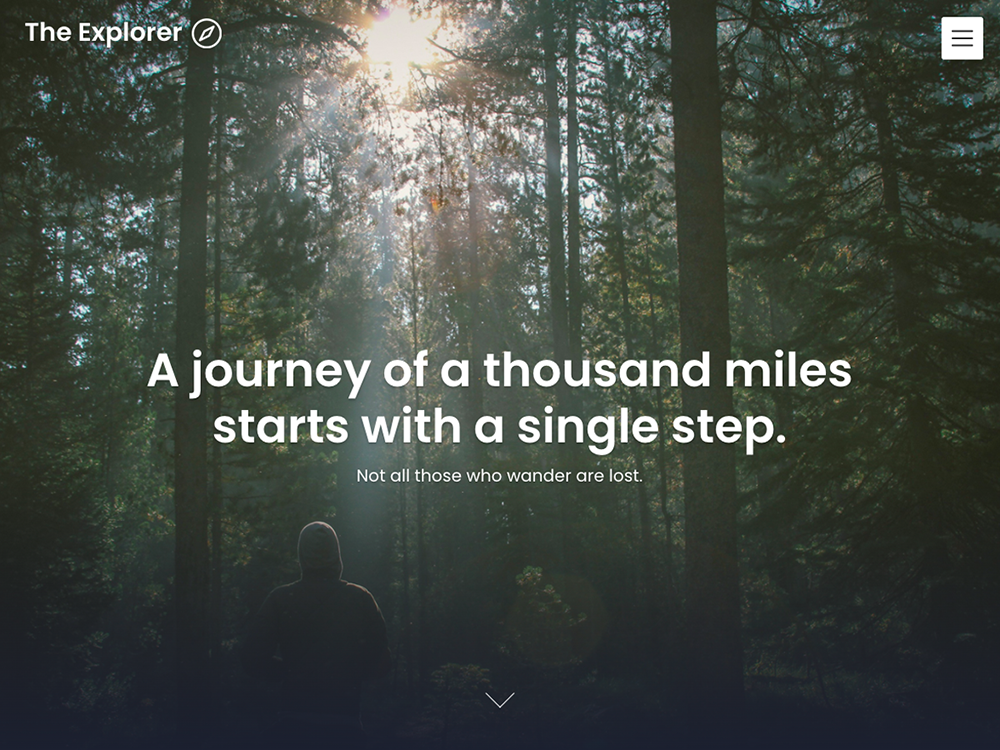 The Explorer
A journey of a thousand miles
starts with a single step.
Not all those who wander are lost.